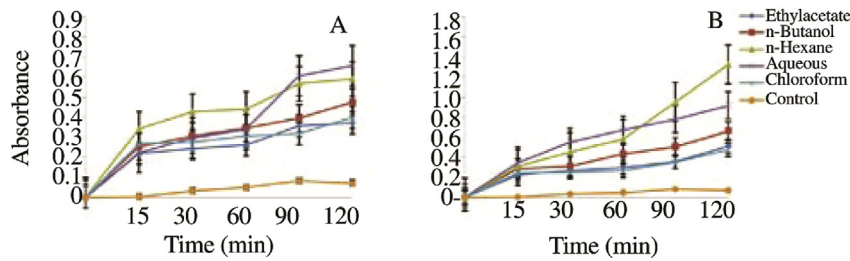 A
Absorbance
0.9
0.8
0.7
0.6
0.5
0.4
0.3
0.2
0.1
0
15 30 60 90 120
Time (min)
B
1.8
1.6
1.4
1.2
1.0
0.8
0.6
0.4
0.2
0
15 30 60 90 120
Time (min)
Ethylacetate
n-Butanol
n-Hexane
Aqueous
Chloroform
Control